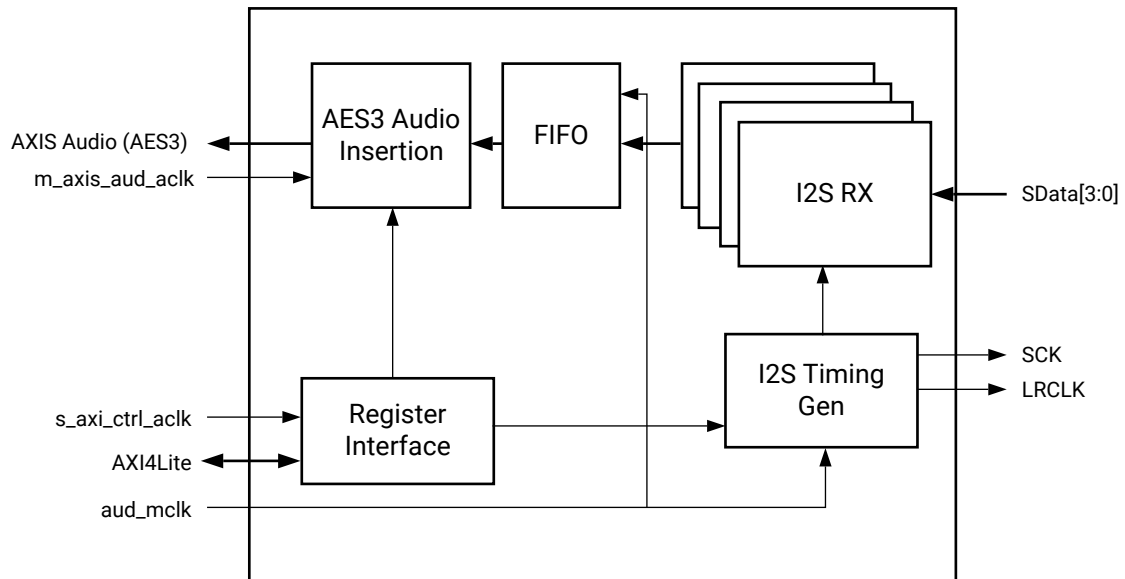 AES3 Audio
Insertion
FIFO
I2S RX
AXIS Audio (AES3)
m_axis_aud_aclk
SData[3:0]
I2S Timing
Gen
SCK
LRCLK
Register
Interface
s_axi_ctrl_aclk
AXI4Lite
aud_mclk